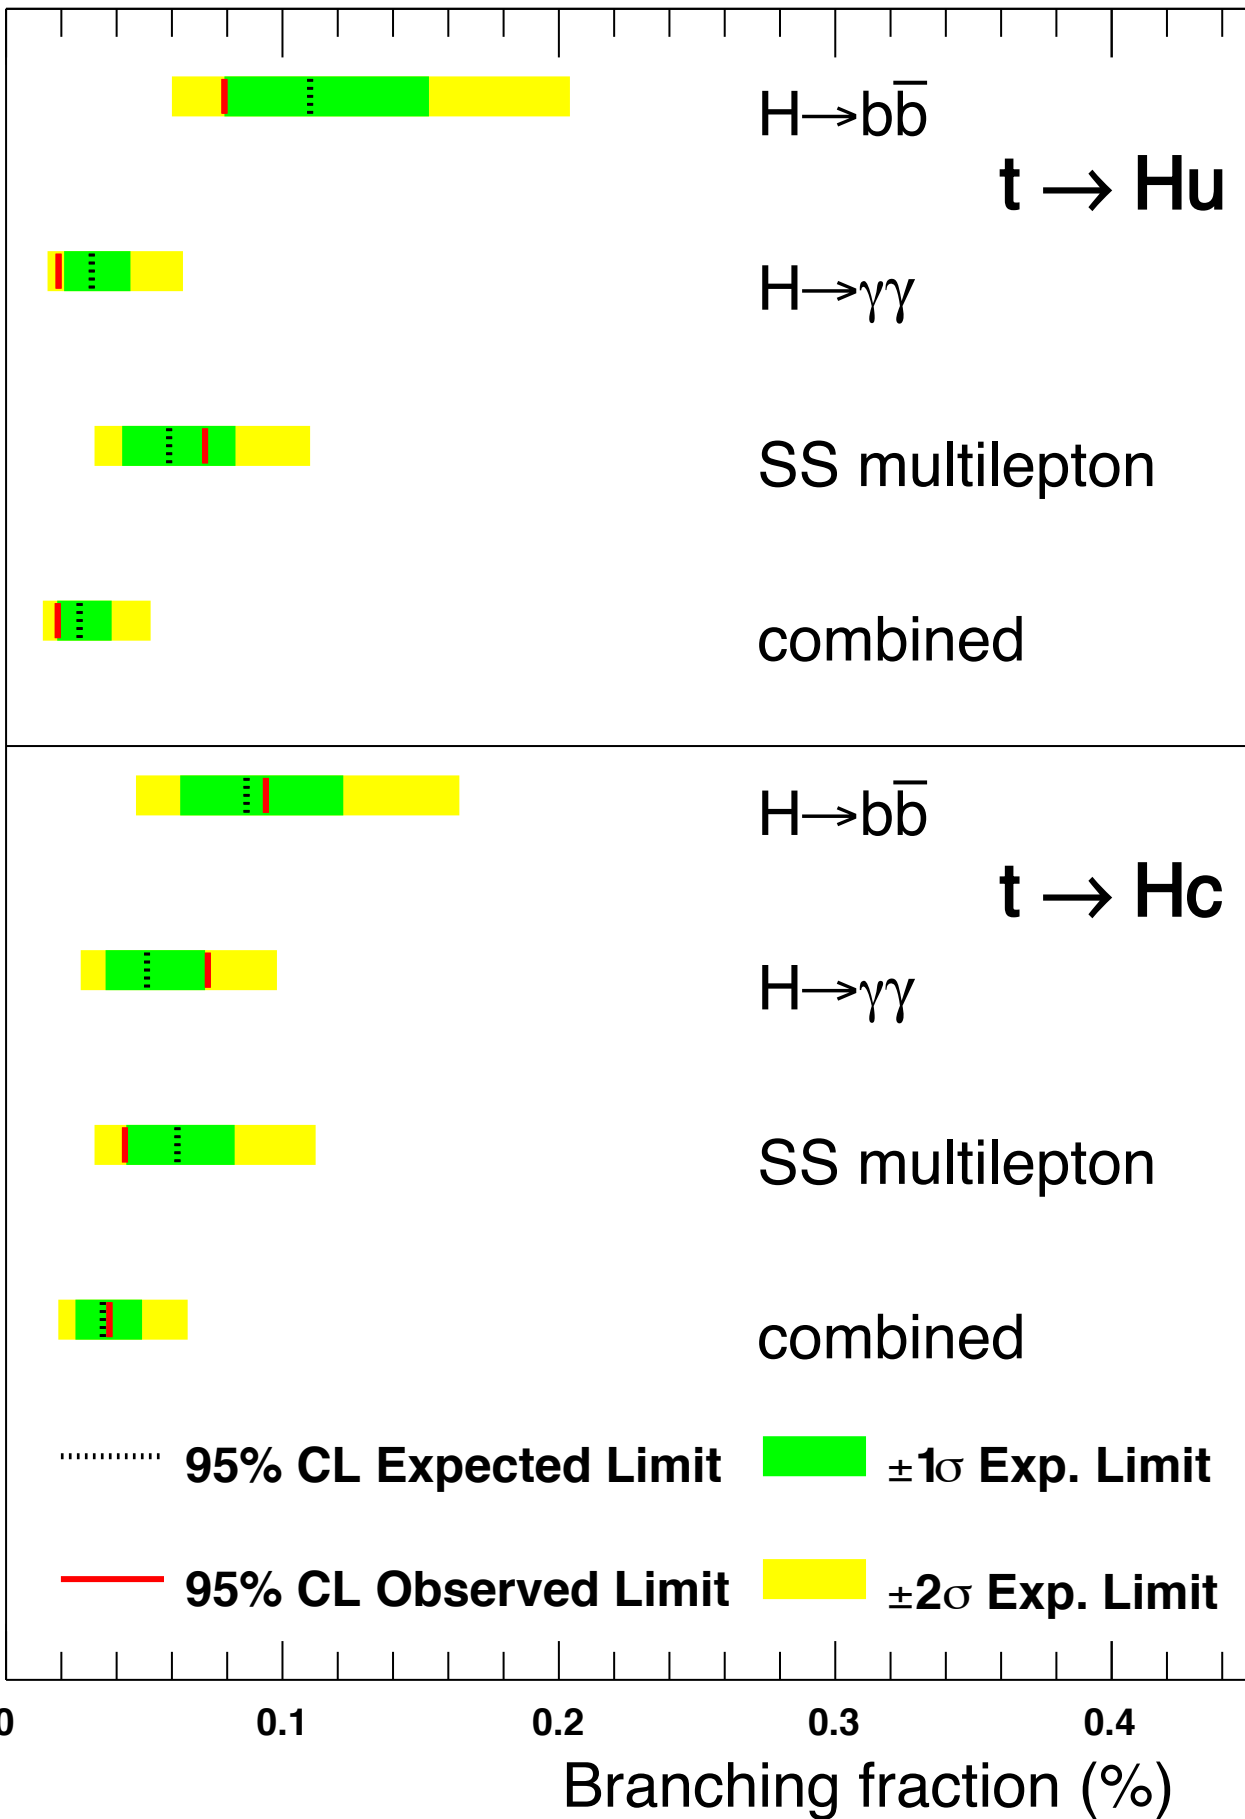 H→bb̅
t → Hu
H→γγ
SS multilepton
combined
H→bb̅
t → Hc
H→γγ
SS multilepton
combined
95% CL Expected Limit ±1σ Exp. Limit
95% CL Observed Limit ±2σ Exp. Limit
0 0.1 0.2 0.3 0.4
Branching fraction (%)